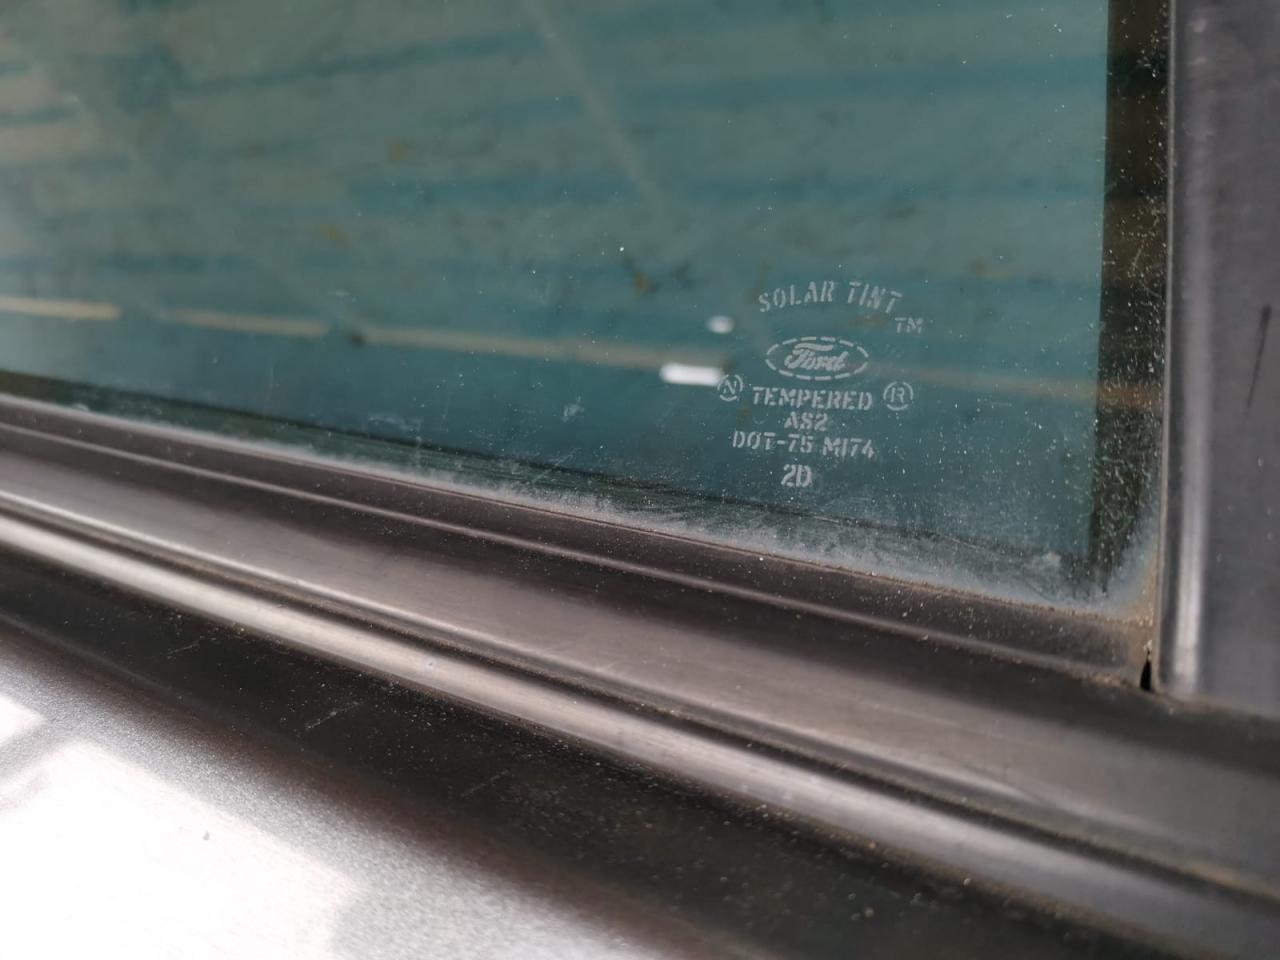 SOLAR TINT
TM
Ford
N TEMPERED R
AS2
DOT-75 M174
2D